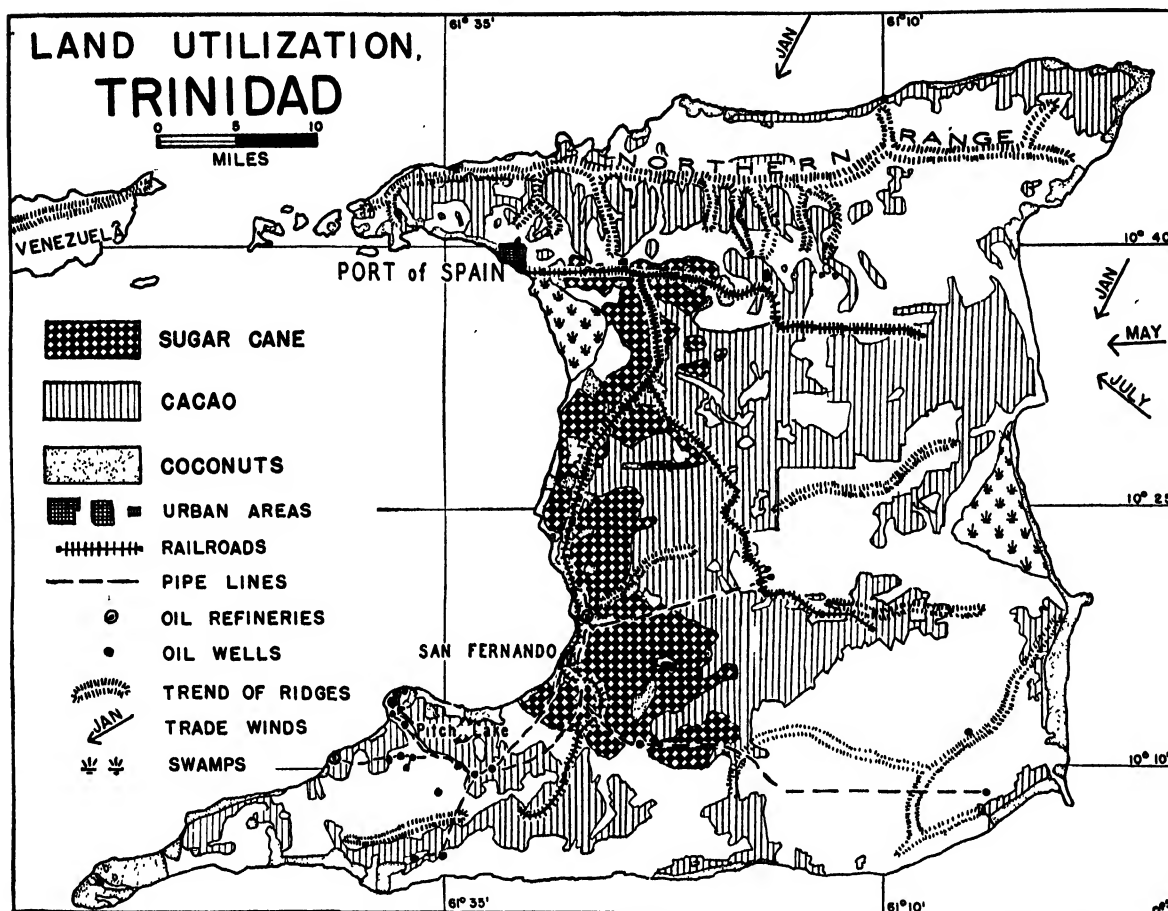 LAND UTILIZATION,
TRINIDAD
0 5 10
MILES
61° 35'
61° 10'
JAN
NORTHERN RANGE
VENEZUELA
10° 40
PORT of SPAIN
JAN
MAY
JULY
SUGAR CANE
CACAO
COCONUTS
URBAN AREAS
RAILROADS
PIPE LINES
OIL REFINERIES
OIL WELLS
TREND OF RIDGES
JAN TRADE WINDS
SWAMPS
10° 25
SAN FERNANDO
Pitch Lake
10° 10'
61° 35'
61° 10'